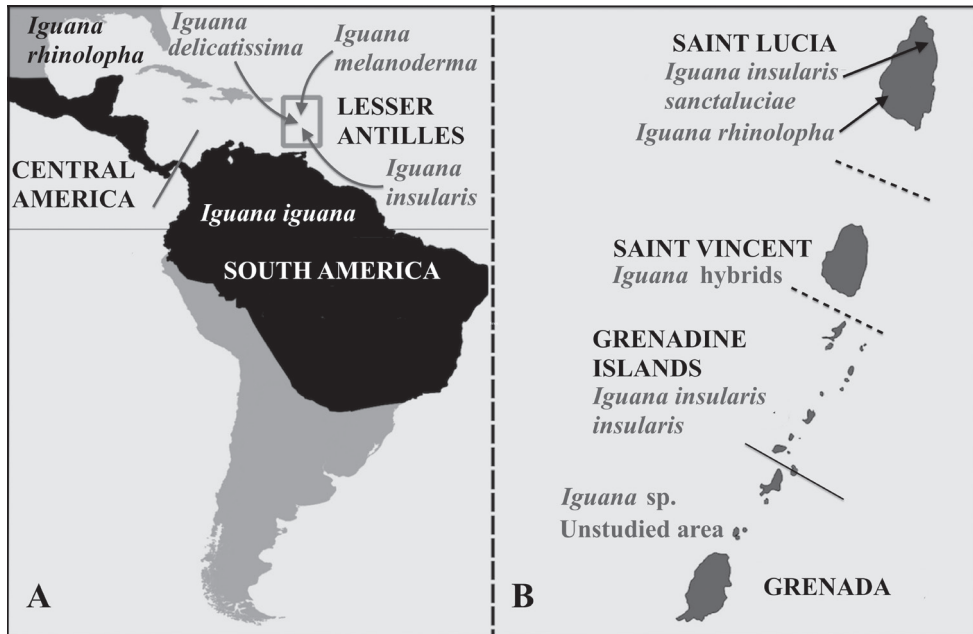 Iguana
rhinolopha
Iguana
delicatissima
Iguana
melanoderma
LESSER
ANTILLES
Iguana
insularis
CENTRAL
AMERICA
Iguana iguana
SOUTH AMERICA
A
SAINT LUCIA
Iguana insularis
sanctaluciae
Iguana rhinolopha
SAINT VINCENT
Iguana hybrids
GRENADINE
ISLANDS
Iguana insularis
insularis
Iguana sp.
Unstudied area
GRENADA
B